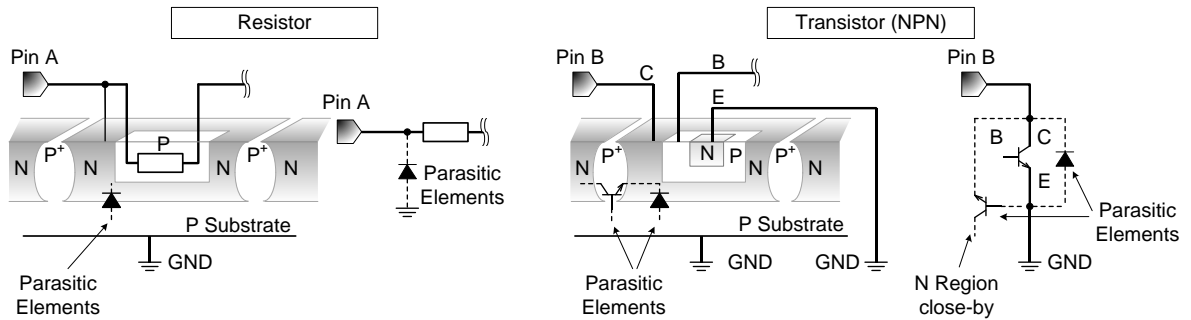 Resistor
Transistor (NPN)
Pin A
Pin A
Pin B
C
B
E
Pin B
N
P+
N
P
P+
N
N
Parasitic
Elements
P Substrate
GND
Parasitic
Elements
N
P+
N
N
P
P+
N
N
P Substrate
GND
GND
Parasitic
Elements
B
C
E
Parasitic
Elements
GND
N Region
close-by